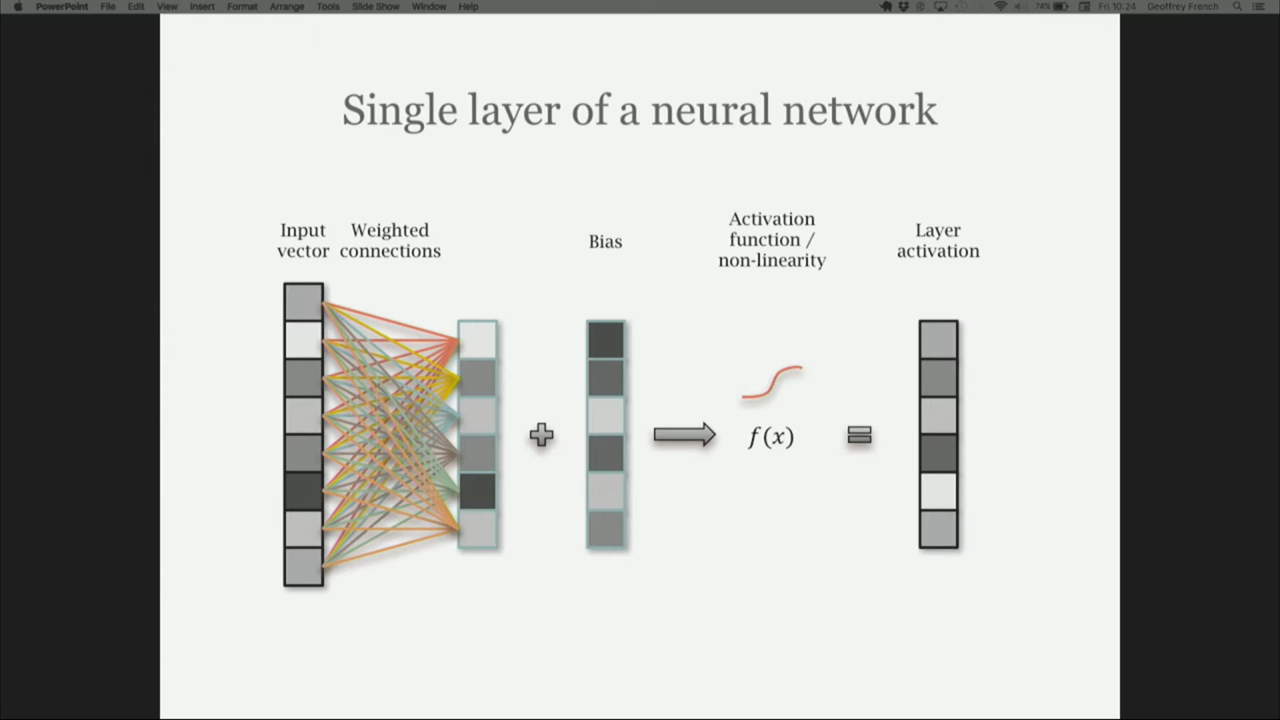 PowerPoint File Edit View Insert Format Arrange Tools Slide Show Window Help 74% Fri 10:24 Geoffrey French
Single layer of a neural network
Input
vector
Weighted
connections
Bias
Activation
function /
non-linearity
Layer
activation
f(x)